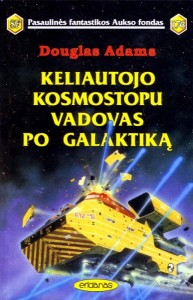 Pasaulinės fantastikos Aukso fondas
Douglas Adams
KELIAUTOJO
KOSMOSTOPU
VADOVAS
PO GALAKTIKĄ
eridanas